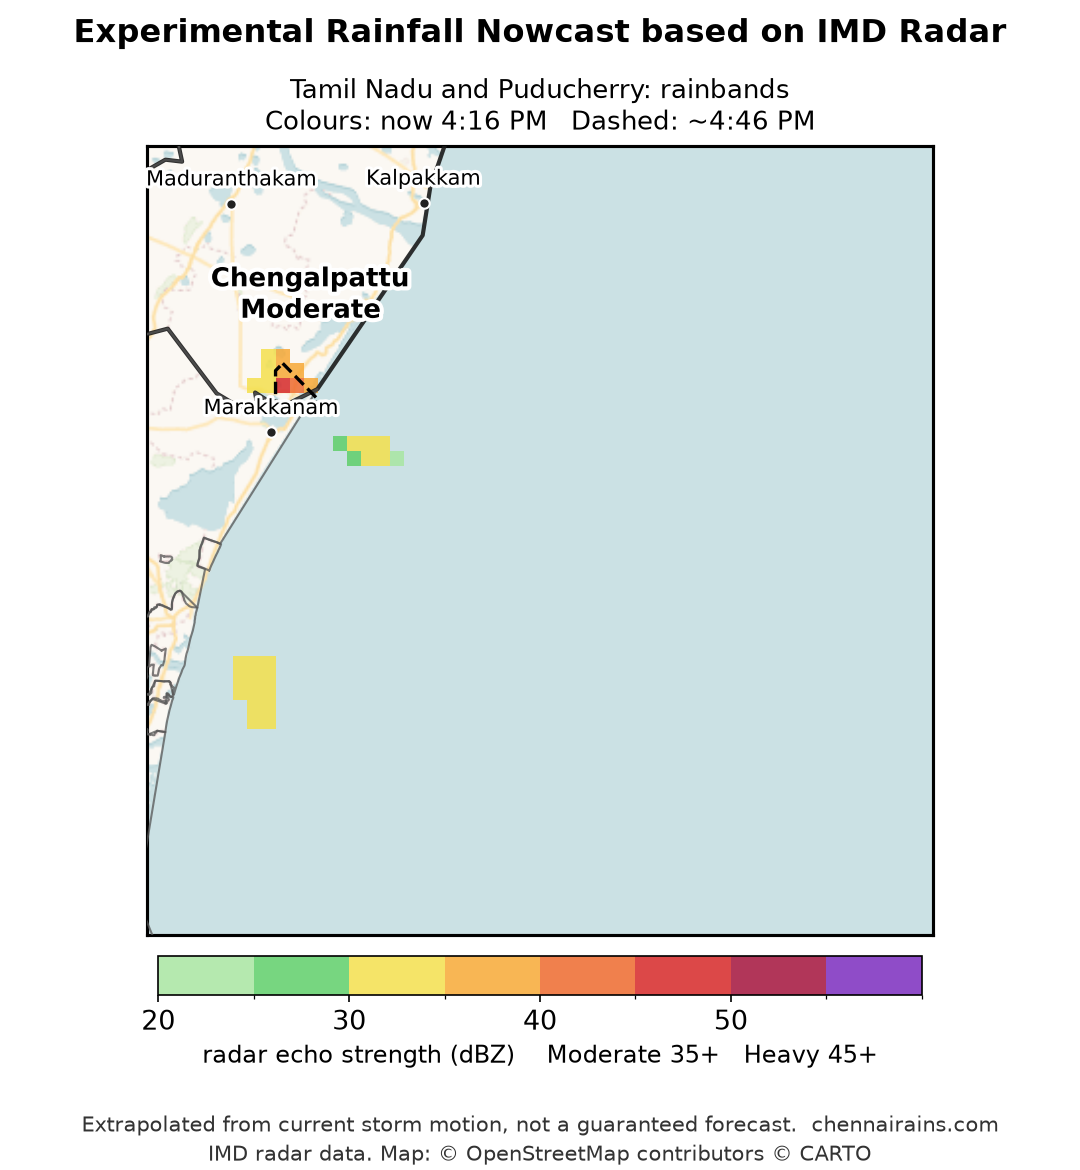 Experimental Rainfall Nowcast based on IMD Radar
Tamil Nadu and Puducherry: rainbands
Colours: now 4:16 PM   Dashed: ~4:46 PM
Maduranthakam
Kalpakkam
Chengalpattu
Moderate
Marakkanam
20 30 40 50
radar echo strength (dBZ)    Moderate 35+   Heavy 45+
Extrapolated from current storm motion, not a guaranteed forecast.  chennairains.com
IMD radar data. Map: © OpenStreetMap contributors © CARTO